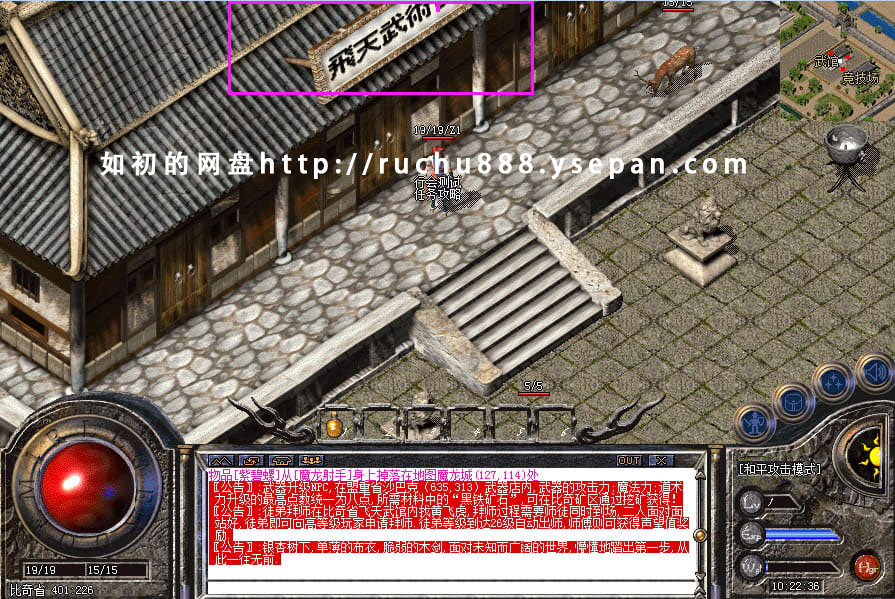 飛天武術
15/15
武馆
竞技场
19/19/Z1
如初的网盘http://ruchu888.ysepan.com
行会测试
任务攻略
5/5
OUT
X
物品[紫碧螺]从[魔龙射手]身上掉落在地图魔龙城(127,114)处
[公告]:武器升级NPC,在盟重省沙巴克（635,313）武器店内,武器的攻击力,魔法力,道术
力升级的最高点数统一为八点,所需材料中的“黑铁矿石”可在比奇矿区通过挖矿获得!
[公告]:徒弟拜师在比奇省飞天武馆内找黄飞虎,拜师过程需要师徒同时到场,二人面对面
站好,徒弟即可向高等级玩家申请拜师.徒弟等级到达26级自动出师,师傅则可获得声望值奖
励.
[公告]:银杏树下,单薄的布衣,脆弱的木剑,面对未知而广阔的世界,懵懂地踏出第一步,从
此一往无前.
[和平攻击模式]
Lv
7
Exp
Wgt
Hgr
19/19
15/15
比奇省 401:226
10:22:36